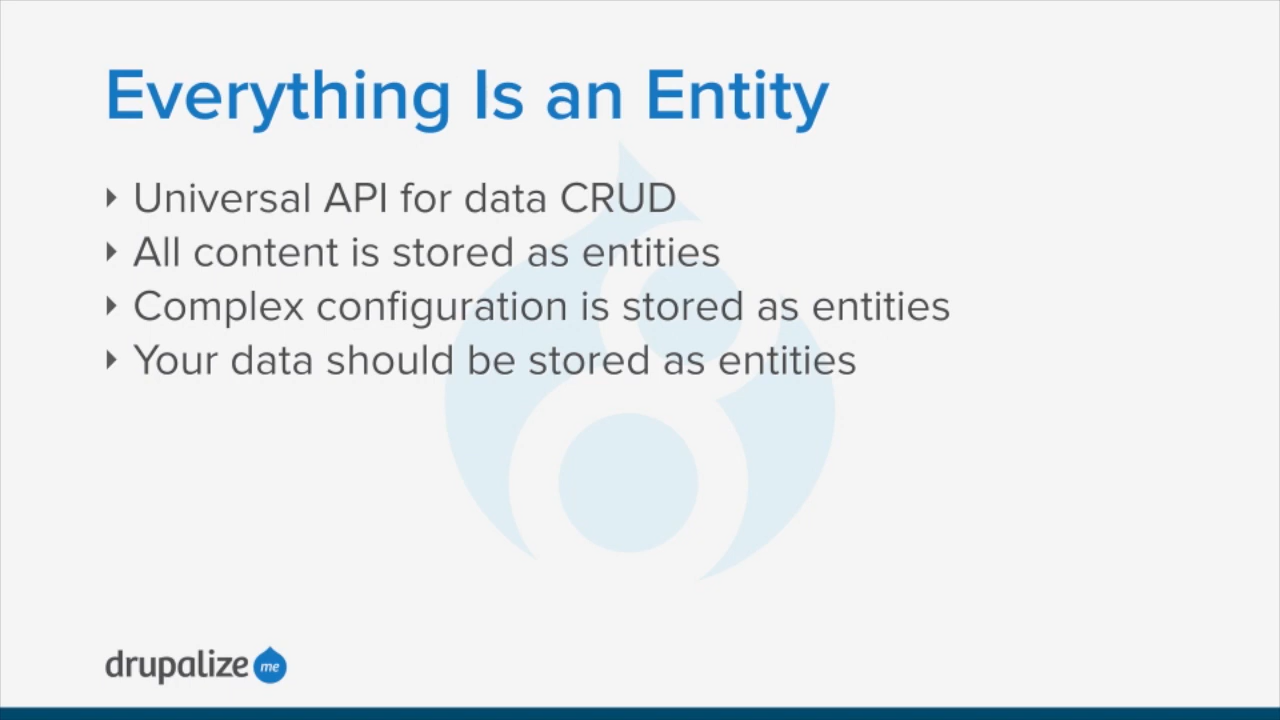 Everything Is an Entity
Universal API for data CRUD
All content is stored as entities
Complex configuration is stored as entities
Your data should be stored as entities
drupalize me